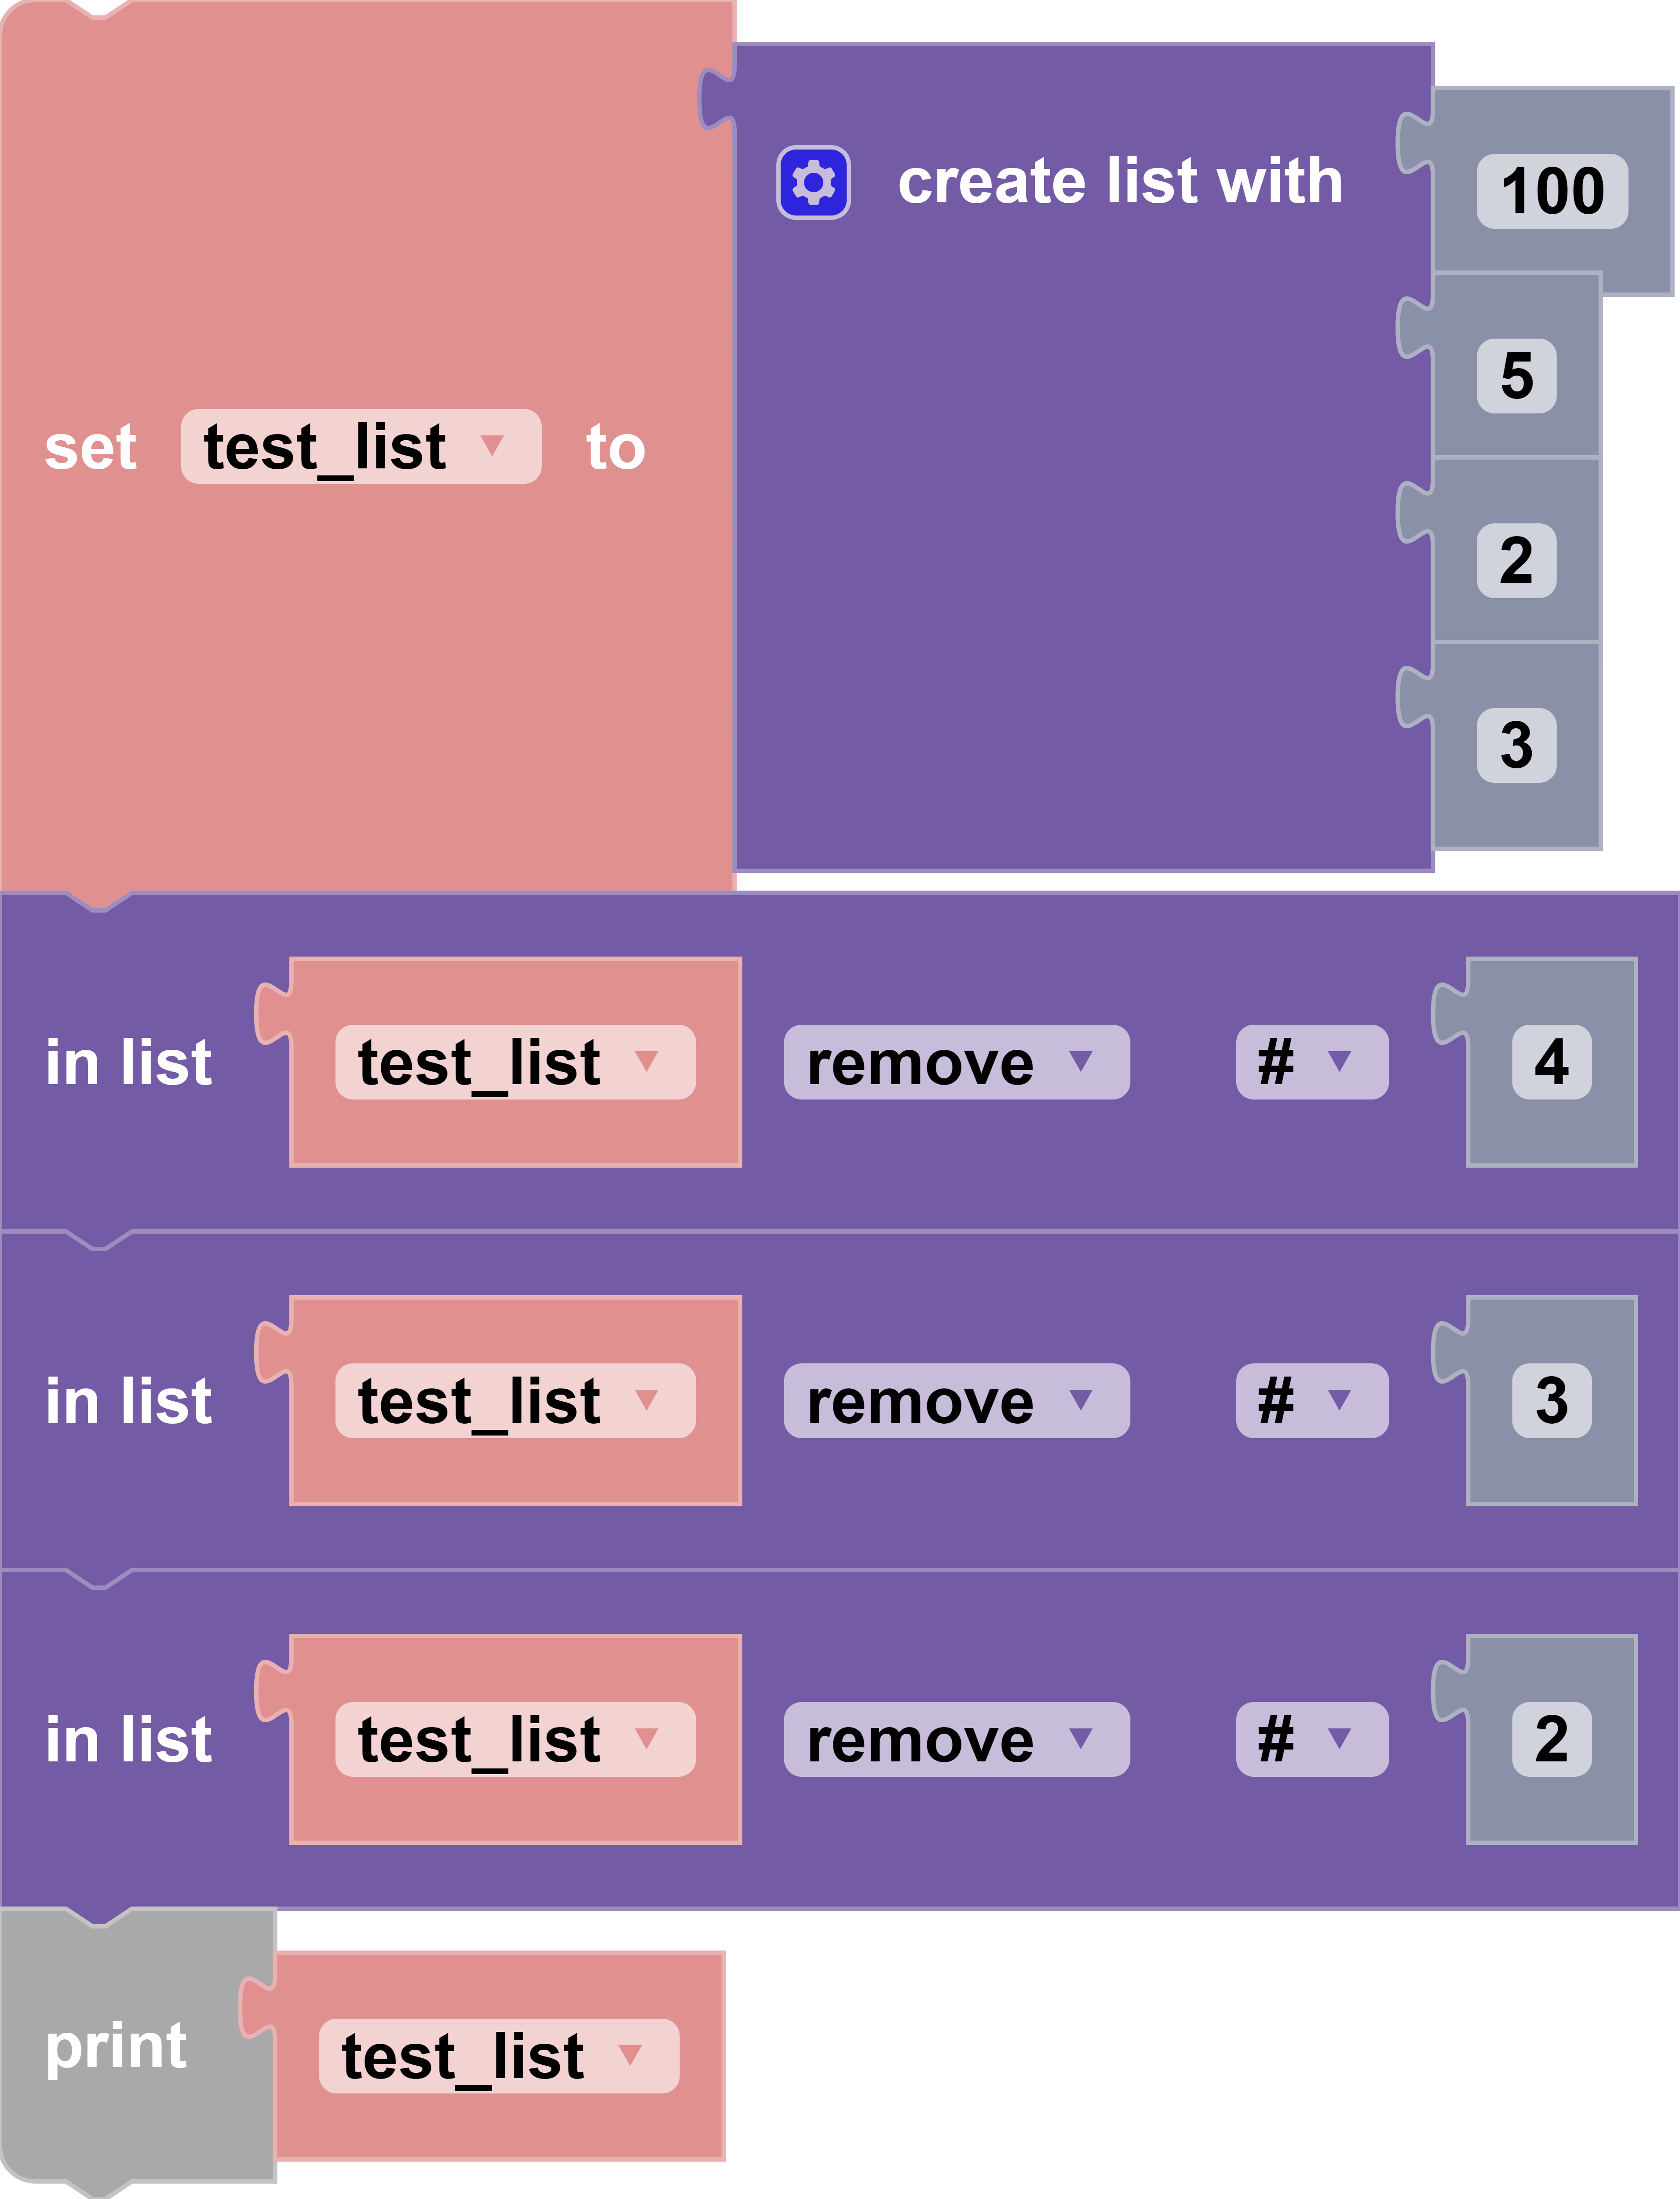 create list with 100
5
set test_list to
2
3
in list test_list remove # 4
in list test_list remove # 3
in list test_list remove # 2
print test_list